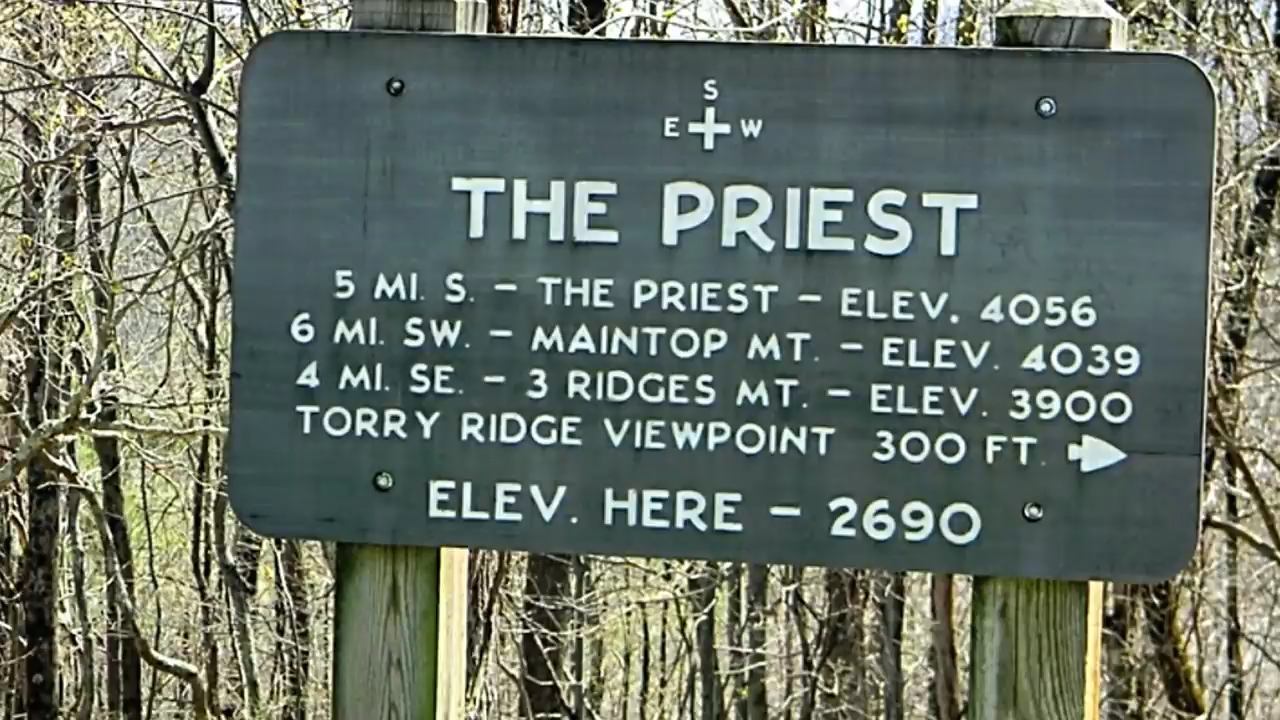 S
E W
THE PRIEST
5 MI. S. – THE PRIEST – ELEV. 4056
6 MI. SW. – MAINTOP MT. – ELEV. 4039
4 MI. SE. – 3 RIDGES MT. – ELEV. 3900
TORRY RIDGE VIEWPOINT 300 FT.
ELEV. HERE – 2690